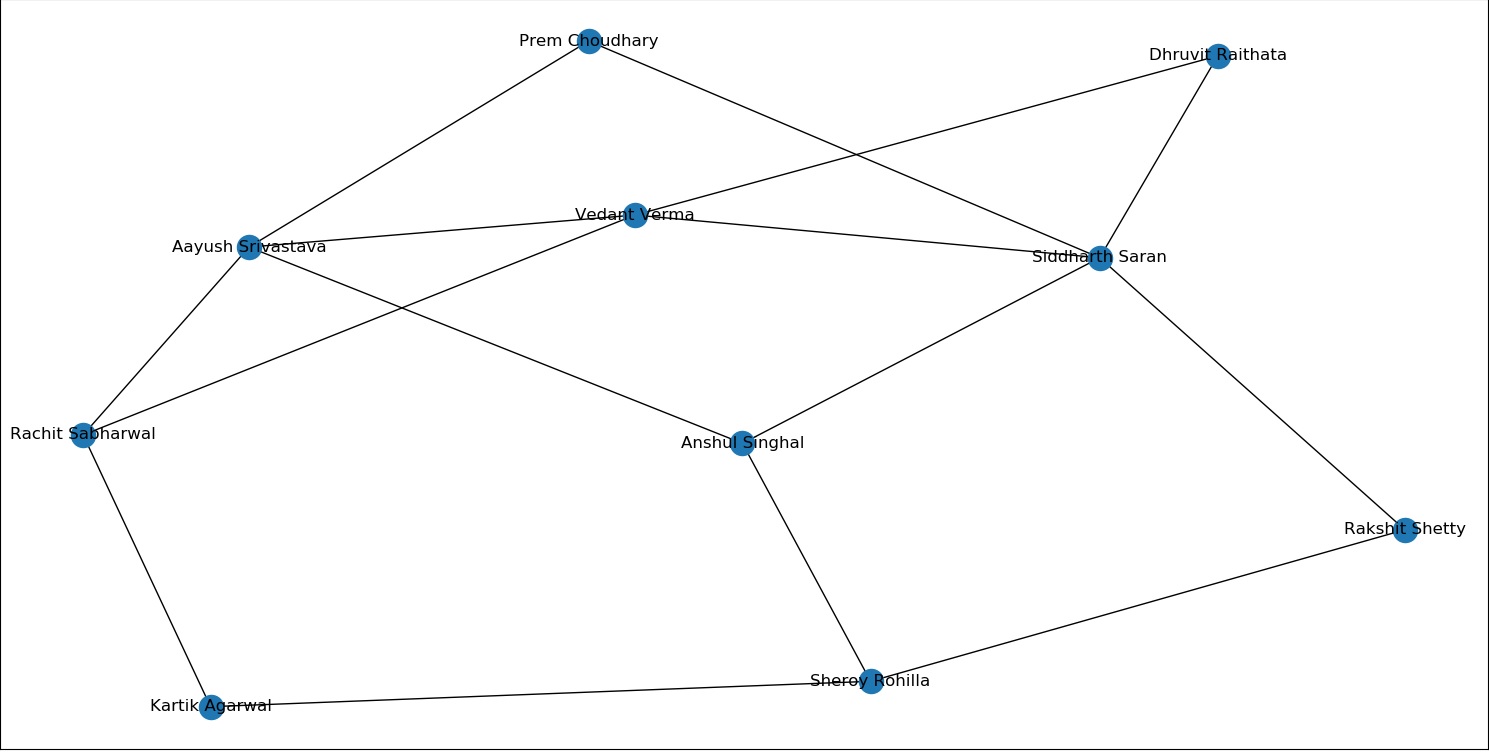 Prem Choudhary
Dhruvit Raithata
Vedant Verma
Aayush Srivastava
Siddharth Saran
Rachit Sabharwal
Anshul Singhal
Rakshit Shetty
Sheroy Rohilla
Kartik Agarwal